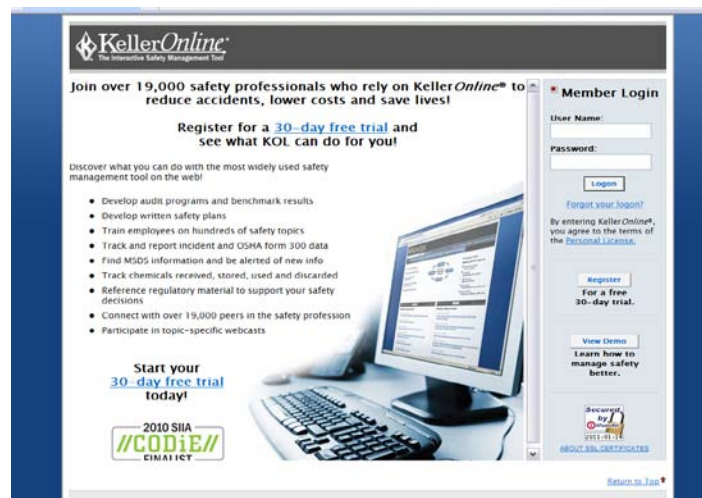 KellerOnline®
The Interactive Safety Management Tool
Join over 19,000 safety professionals who rely on KellerOnline® to
reduce accidents, lower costs and save lives!
Register for a 30-day free trial and
see what KOL can do for you!
Discover what you can do with the most widely used safety
management tool on the web!
• Develop audit programs and benchmark results
• Develop written safety plans
• Train employees on hundreds of safety topics
• Track and report incident and OSHA form 300 data
• Find MSDS information and be alerted of new info
• Track chemicals received, stored, used and discarded
• Reference regulatory material to support your safety
decisions
• Connect with over 19,000 peers in the safety profession
• Participate in topic-specific webcasts
Start your
30-day free trial
today!
2010 SIIA
//CODiE//
FINALIST
Member Login
User Name:
Password:
Logon
Forgot your logon?
By entering KellerOnline®,
you agree to the terms of
the Personal License.
Register
For a free
30-day trial.
View Demo
Learn how to
manage safety
better.
Secured
by
2011-01-14
ABOUT SSL CERTIFICATES
Return to Top